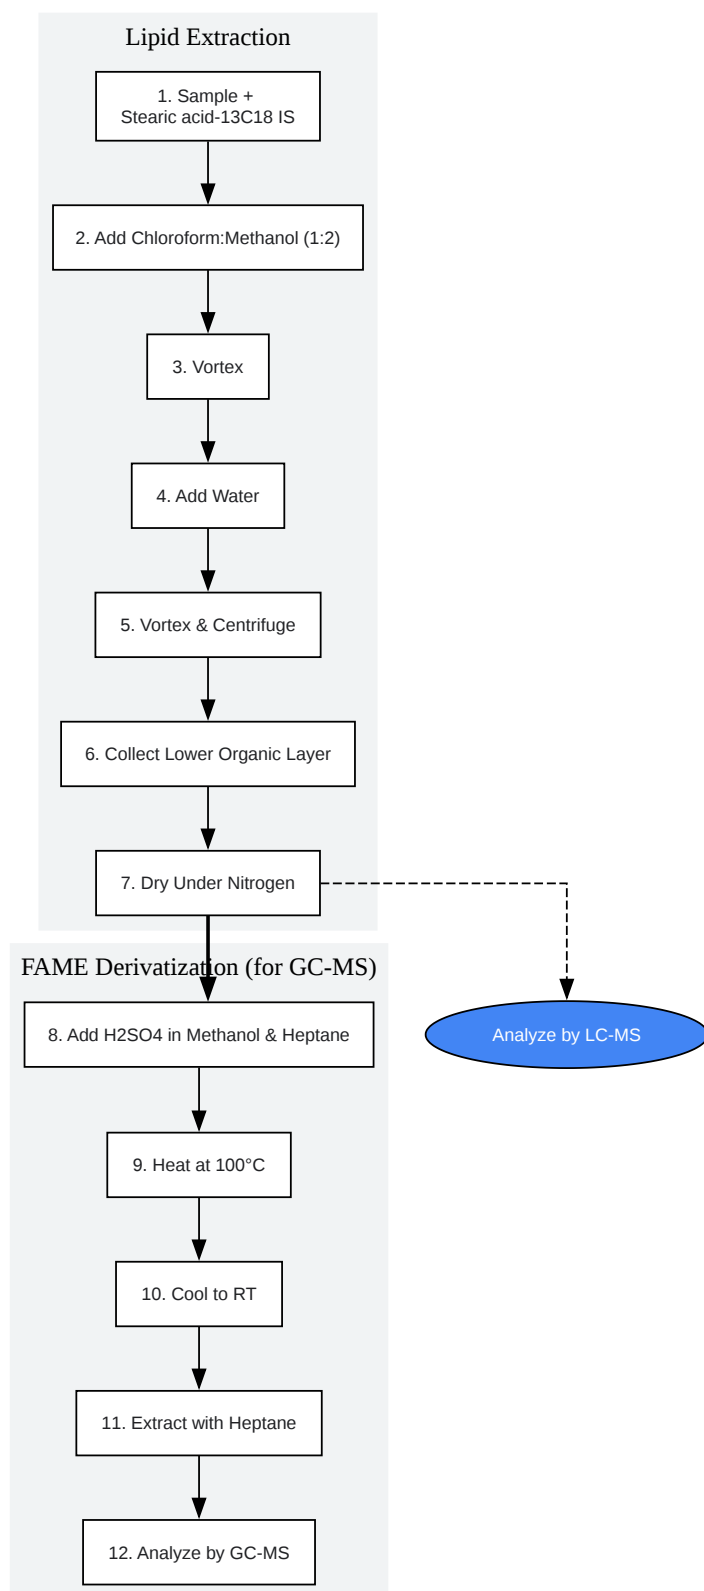 Lipid Extraction
1. Sample +
Stearic acid-13C18 IS
2. Add Chloroform:Methanol (1:2)
3. Vortex
4. Add Water
5. Vortex & Centrifuge
6. Collect Lower Organic Layer
7. Dry Under Nitrogen
FAME Derivatization (for GC-MS)
8. Add H2SO4 in Methanol & Heptane
Analyze by LC-MS
9. Heat at 100°C
10. Cool to RT
11. Extract with Heptane
12. Analyze by GC-MS